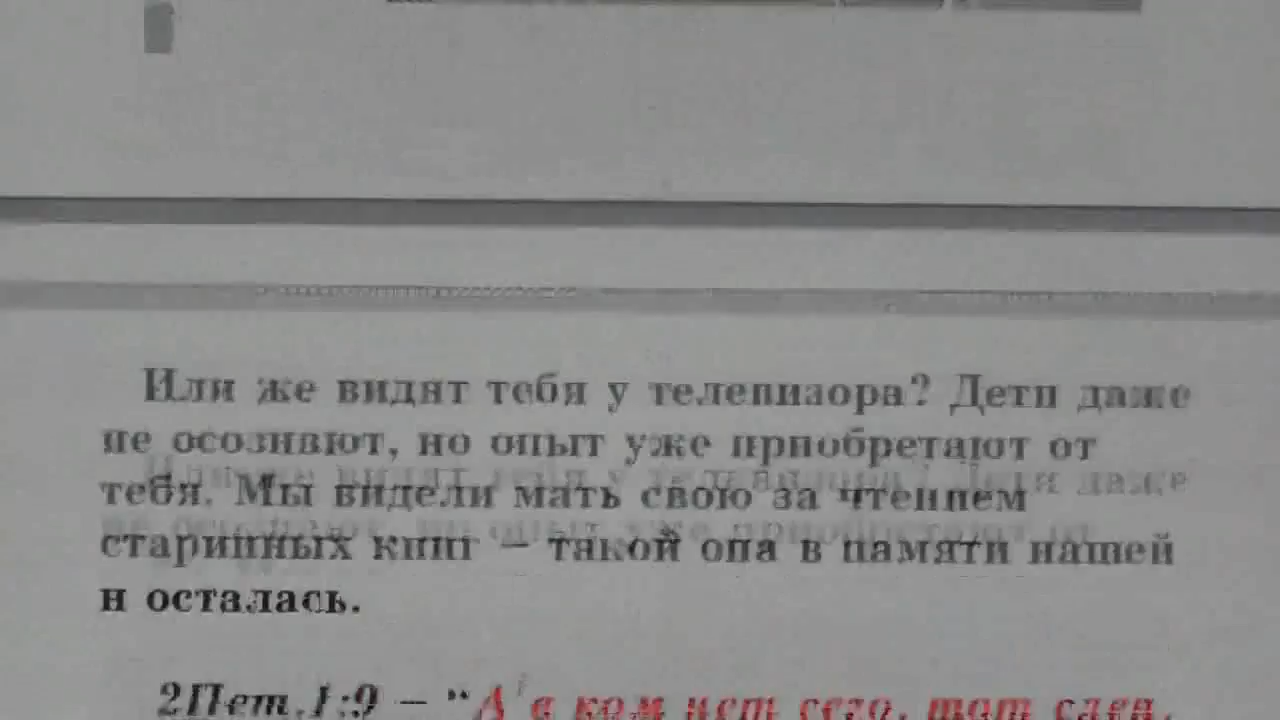 Или же видят тебя у телевизора? Дети даже
не осознают, но опыт уже приобретают от
тебя. Мы видели мать свою за чтением
старинных книг – такой она в памяти нашей
и осталась.
2Пет.1:9 – “А в ком нет сего, тот слеп,